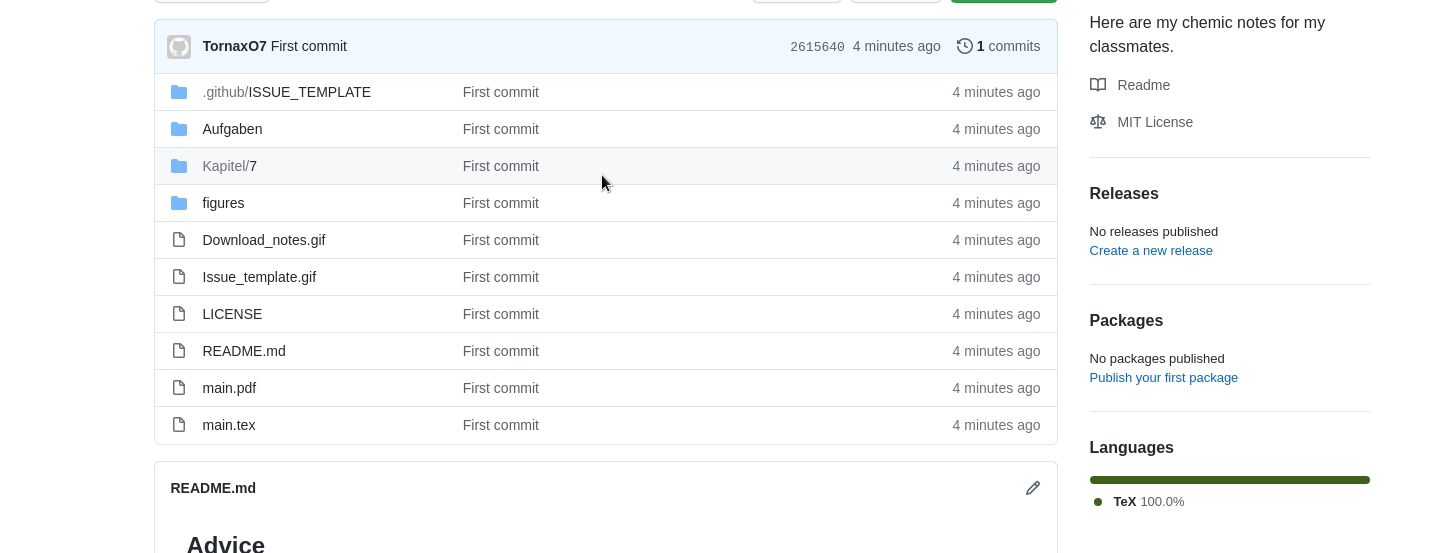 TornaxO7 First commit 2615640 4 minutes ago 1 commits
.github/ISSUE_TEMPLATE First commit 4 minutes ago
Aufgaben First commit 4 minutes ago
Kapitel/7 First commit 4 minutes ago
figures First commit 4 minutes ago
Download_notes.gif First commit 4 minutes ago
Issue_template.gif First commit 4 minutes ago
LICENSE First commit 4 minutes ago
README.md First commit 4 minutes ago
main.pdf First commit 4 minutes ago
main.tex First commit 4 minutes ago
README.md
Advice
Here are my chemic notes for my
classmates.
Readme
MIT License
Releases
No releases published
Create a new release
Packages
No packages published
Publish your first package
Languages
TeX 100.0%